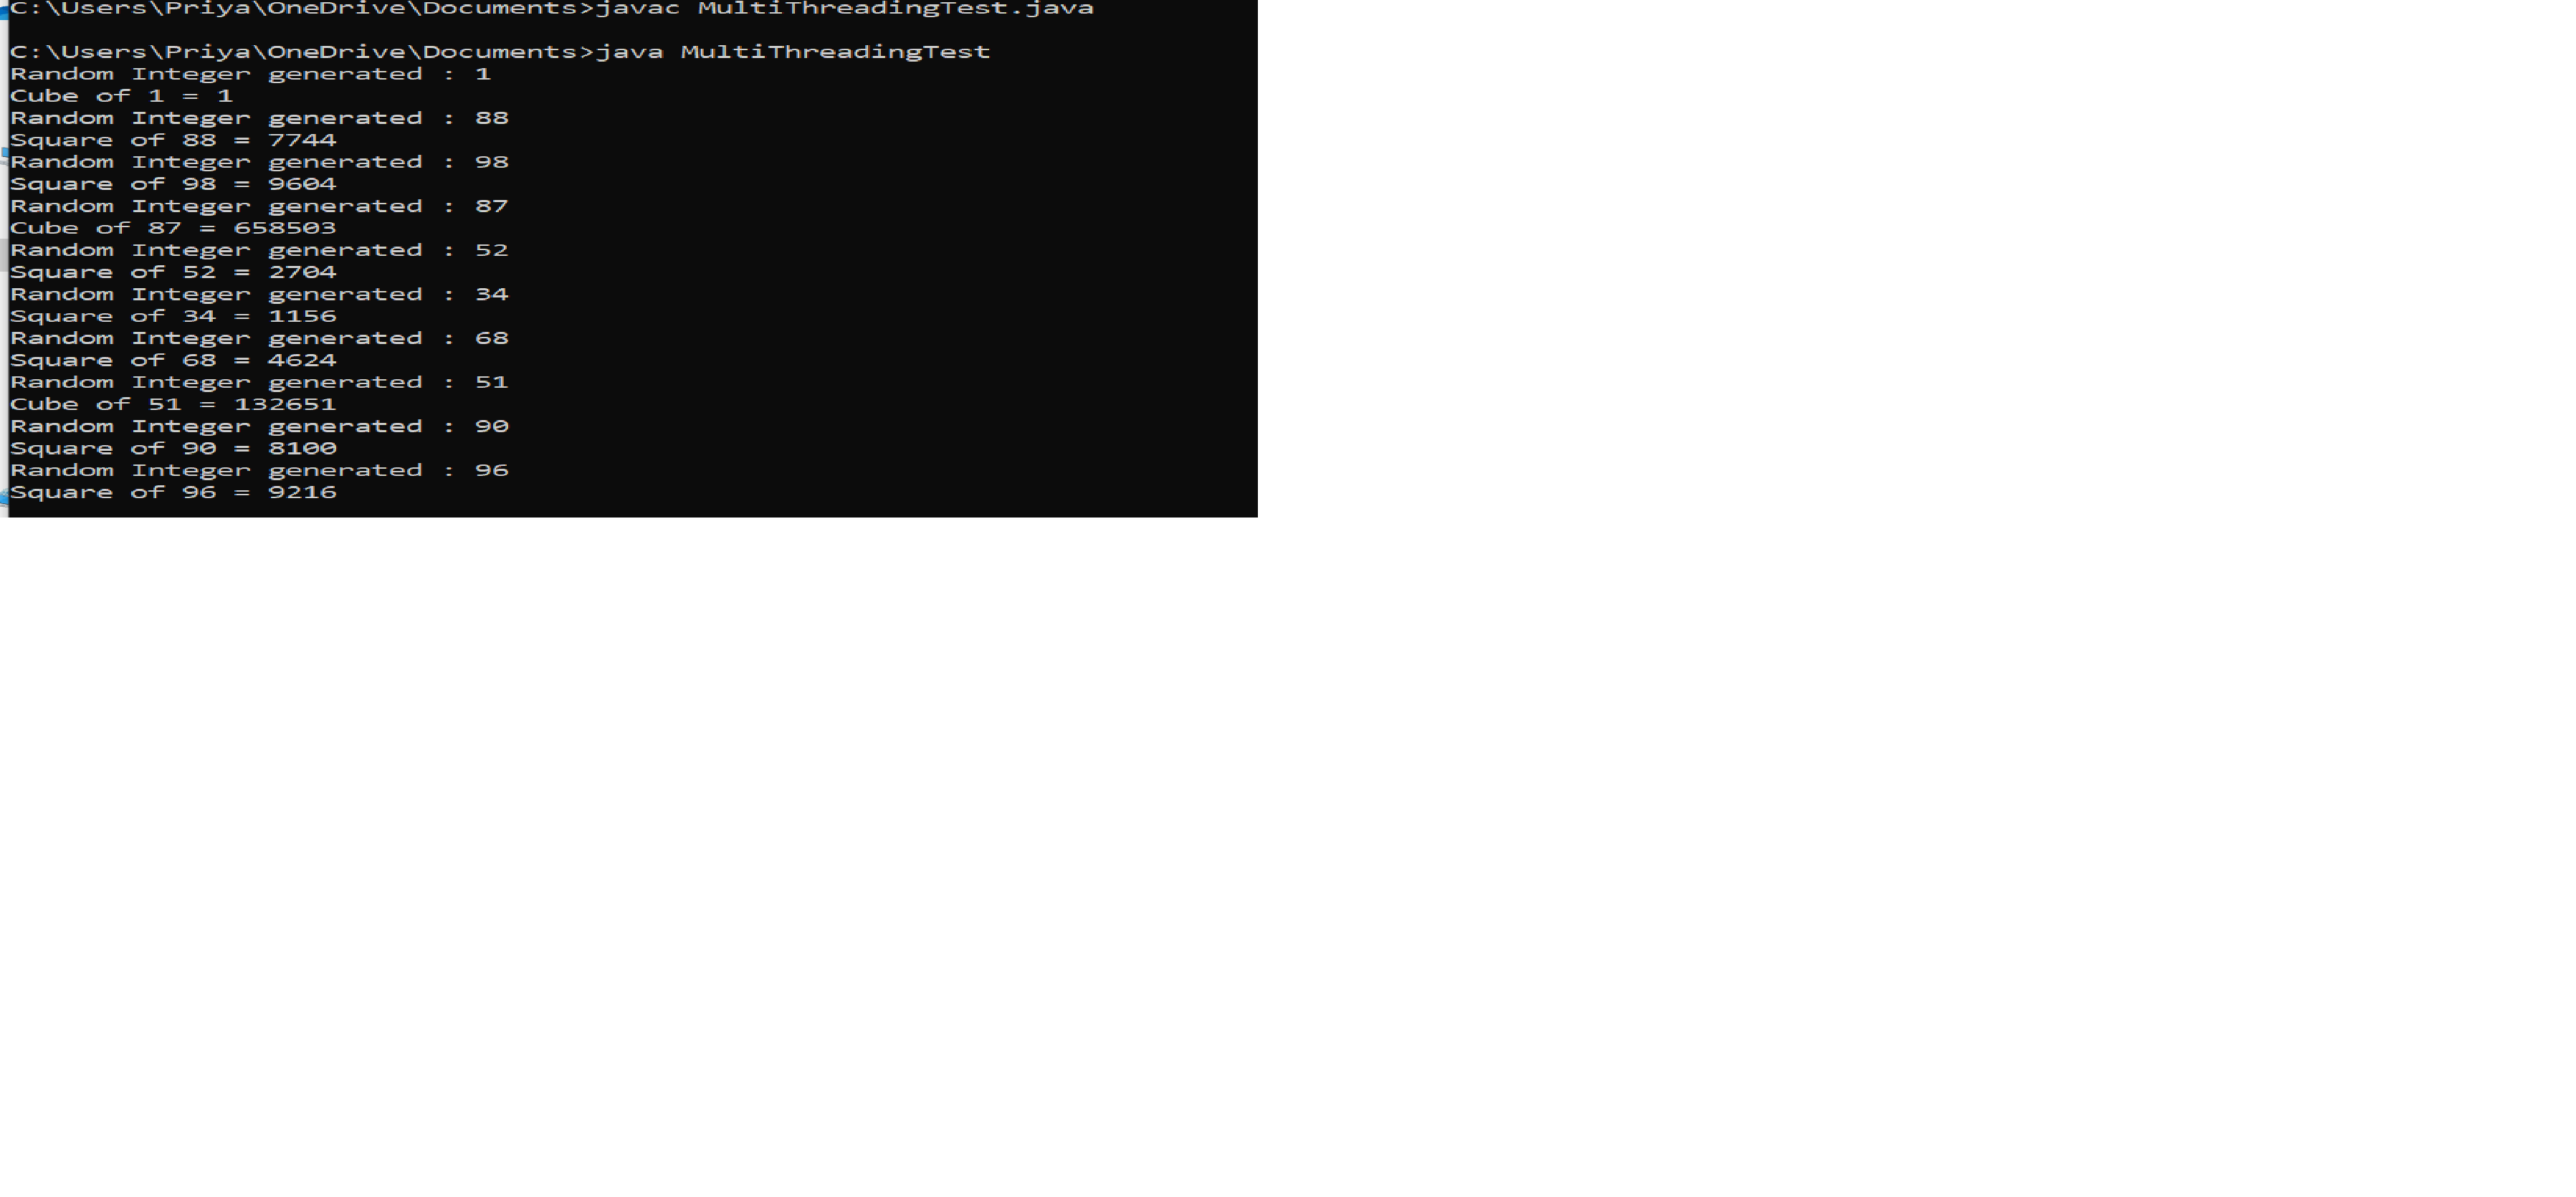 C:\Users\Priya\OneDrive\Documents>javac MultiThreadingTest.java
C:\Users\Priya\OneDrive\Documents>java MultiThreadingTest
Random Integer generated : 1
Cube of 1 = 1
Random Integer generated : 88
Square of 88 = 7744
Random Integer generated : 98
Square of 98 = 9604
Random Integer generated : 87
Cube of 87 = 658503
Random Integer generated : 52
Square of 52 = 2704
Random Integer generated : 34
Square of 34 = 1156
Random Integer generated : 68
Square of 68 = 4624
Random Integer generated : 51
Cube of 51 = 132651
Random Integer generated : 90
Square of 90 = 8100
Random Integer generated : 96
Square of 96 = 9216